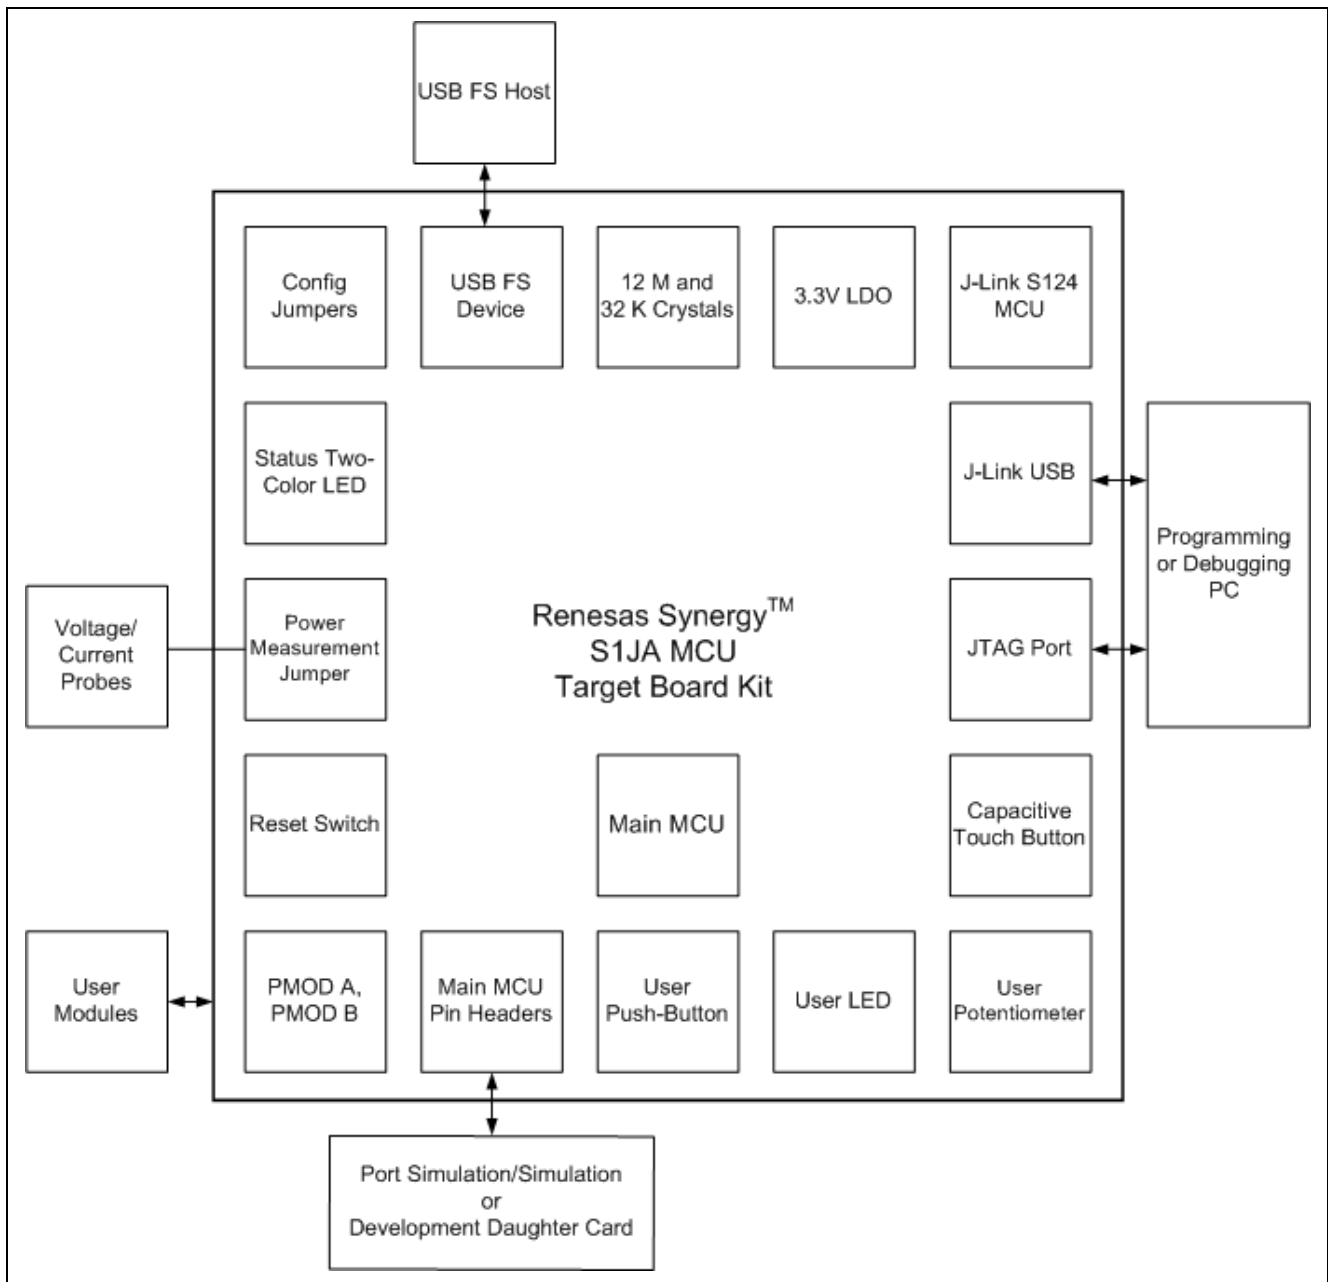 USB FS Host
Config
Jumpers
USB FS
Device
12 M and
32 K Crystals
3.3V LDO
J-Link S124
MCU
Status Two-
Color LED
J-Link USB
Programming
or Debugging
PC
Voltage/
Current
Probes
Power
Measurement
Jumper
Renesas Synergy™
S1JA MCU
Target Board Kit
JTAG Port
Reset Switch
Main MCU
Capacitive
Touch Button
User
Modules
PMOD A,
PMOD B
Main MCU
Pin Headers
User
Push-Button
User LED
User
Potentiometer
Port Simulation/Simulation
or
Development Daughter Card